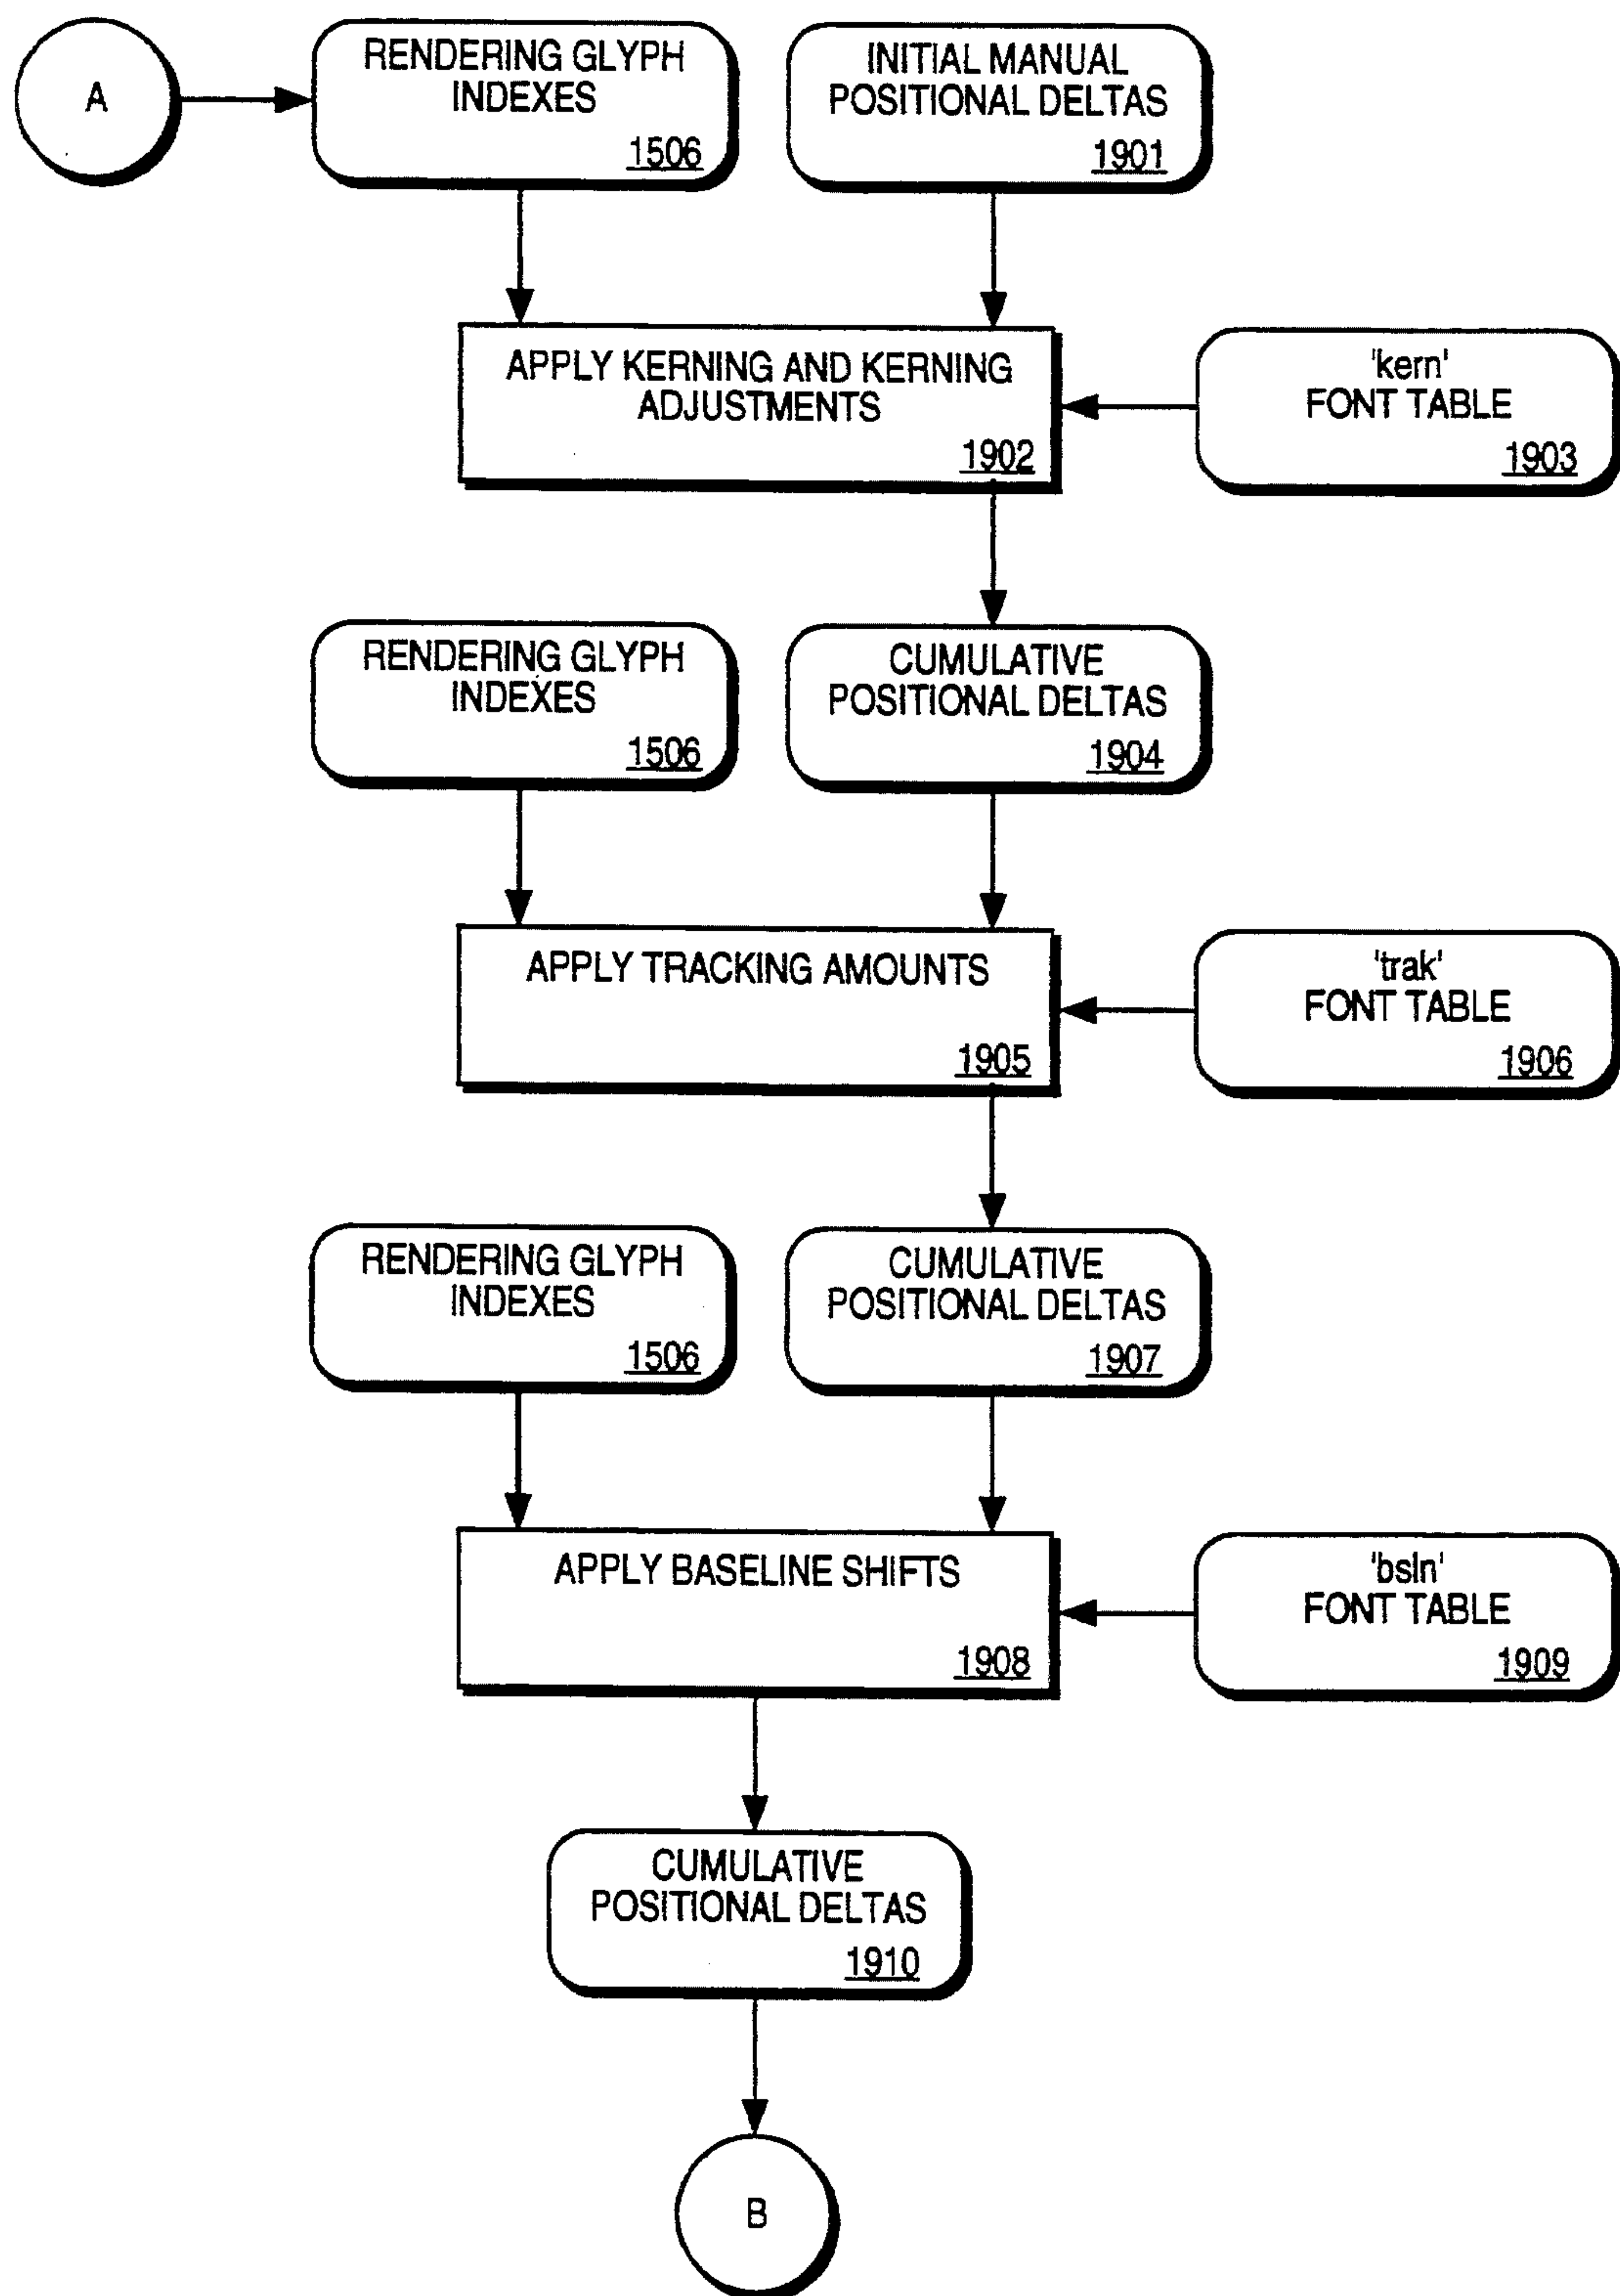 A
RENDERING GLYPH
INDEXES
1506
INITIAL MANUAL
POSITIONAL DELTAS
1901
APPLY KERNING AND KERNING
ADJUSTMENTS
1902
'kern'
FONT TABLE
1903
RENDERING GLYPH
INDEXES
1506
CUMULATIVE
POSITIONAL DELTAS
1904
APPLY TRACKING AMOUNTS
1905
'trak'
FONT TABLE
1906
RENDERING GLYPH
INDEXES
1506
CUMULATIVE
POSITIONAL DELTAS
1907
APPLY BASELINE SHIFTS
1908
'bsln'
FONT TABLE
1909
CUMULATIVE
POSITIONAL DELTAS
1910
B